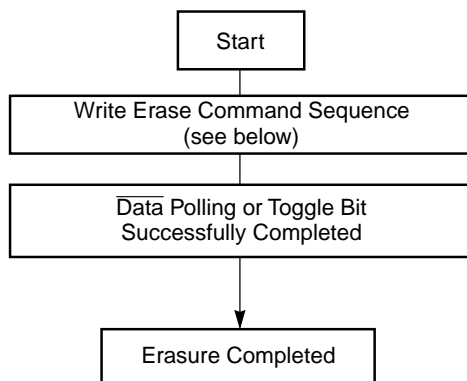 Start
Write Erase Command Sequence
(see below)
Data Polling or Toggle Bit
Successfully Completed
Erasure Completed